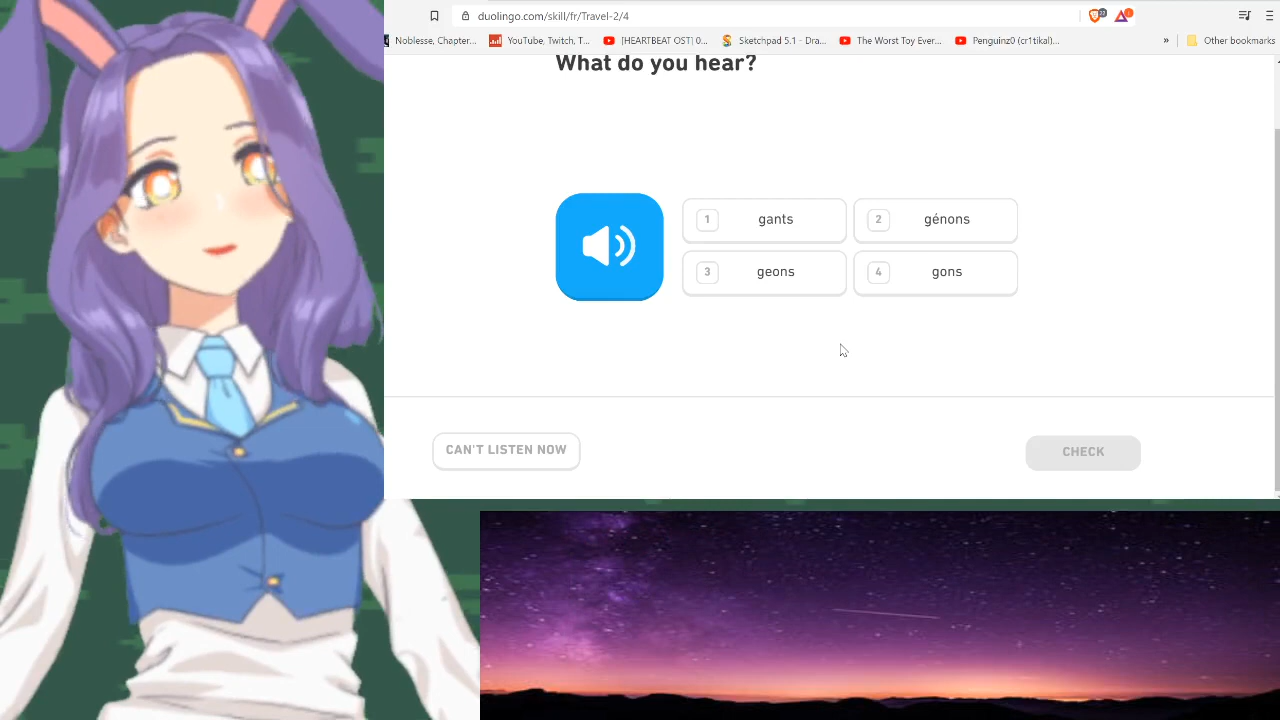 duolingo.com/skill/fr/Travel-2/4
Noblesse, Chapter... YouTube, Twitch, T... [HEARTBEAT OST] 0... Sketchpad 5.1 - Dra... The Worst Toy Ever... Penguinz0 (cr1tikal)... » Other bookmarks
What do you hear?
1 gants 2 génons
3 geons 4 gons
CAN'T LISTEN NOW CHECK